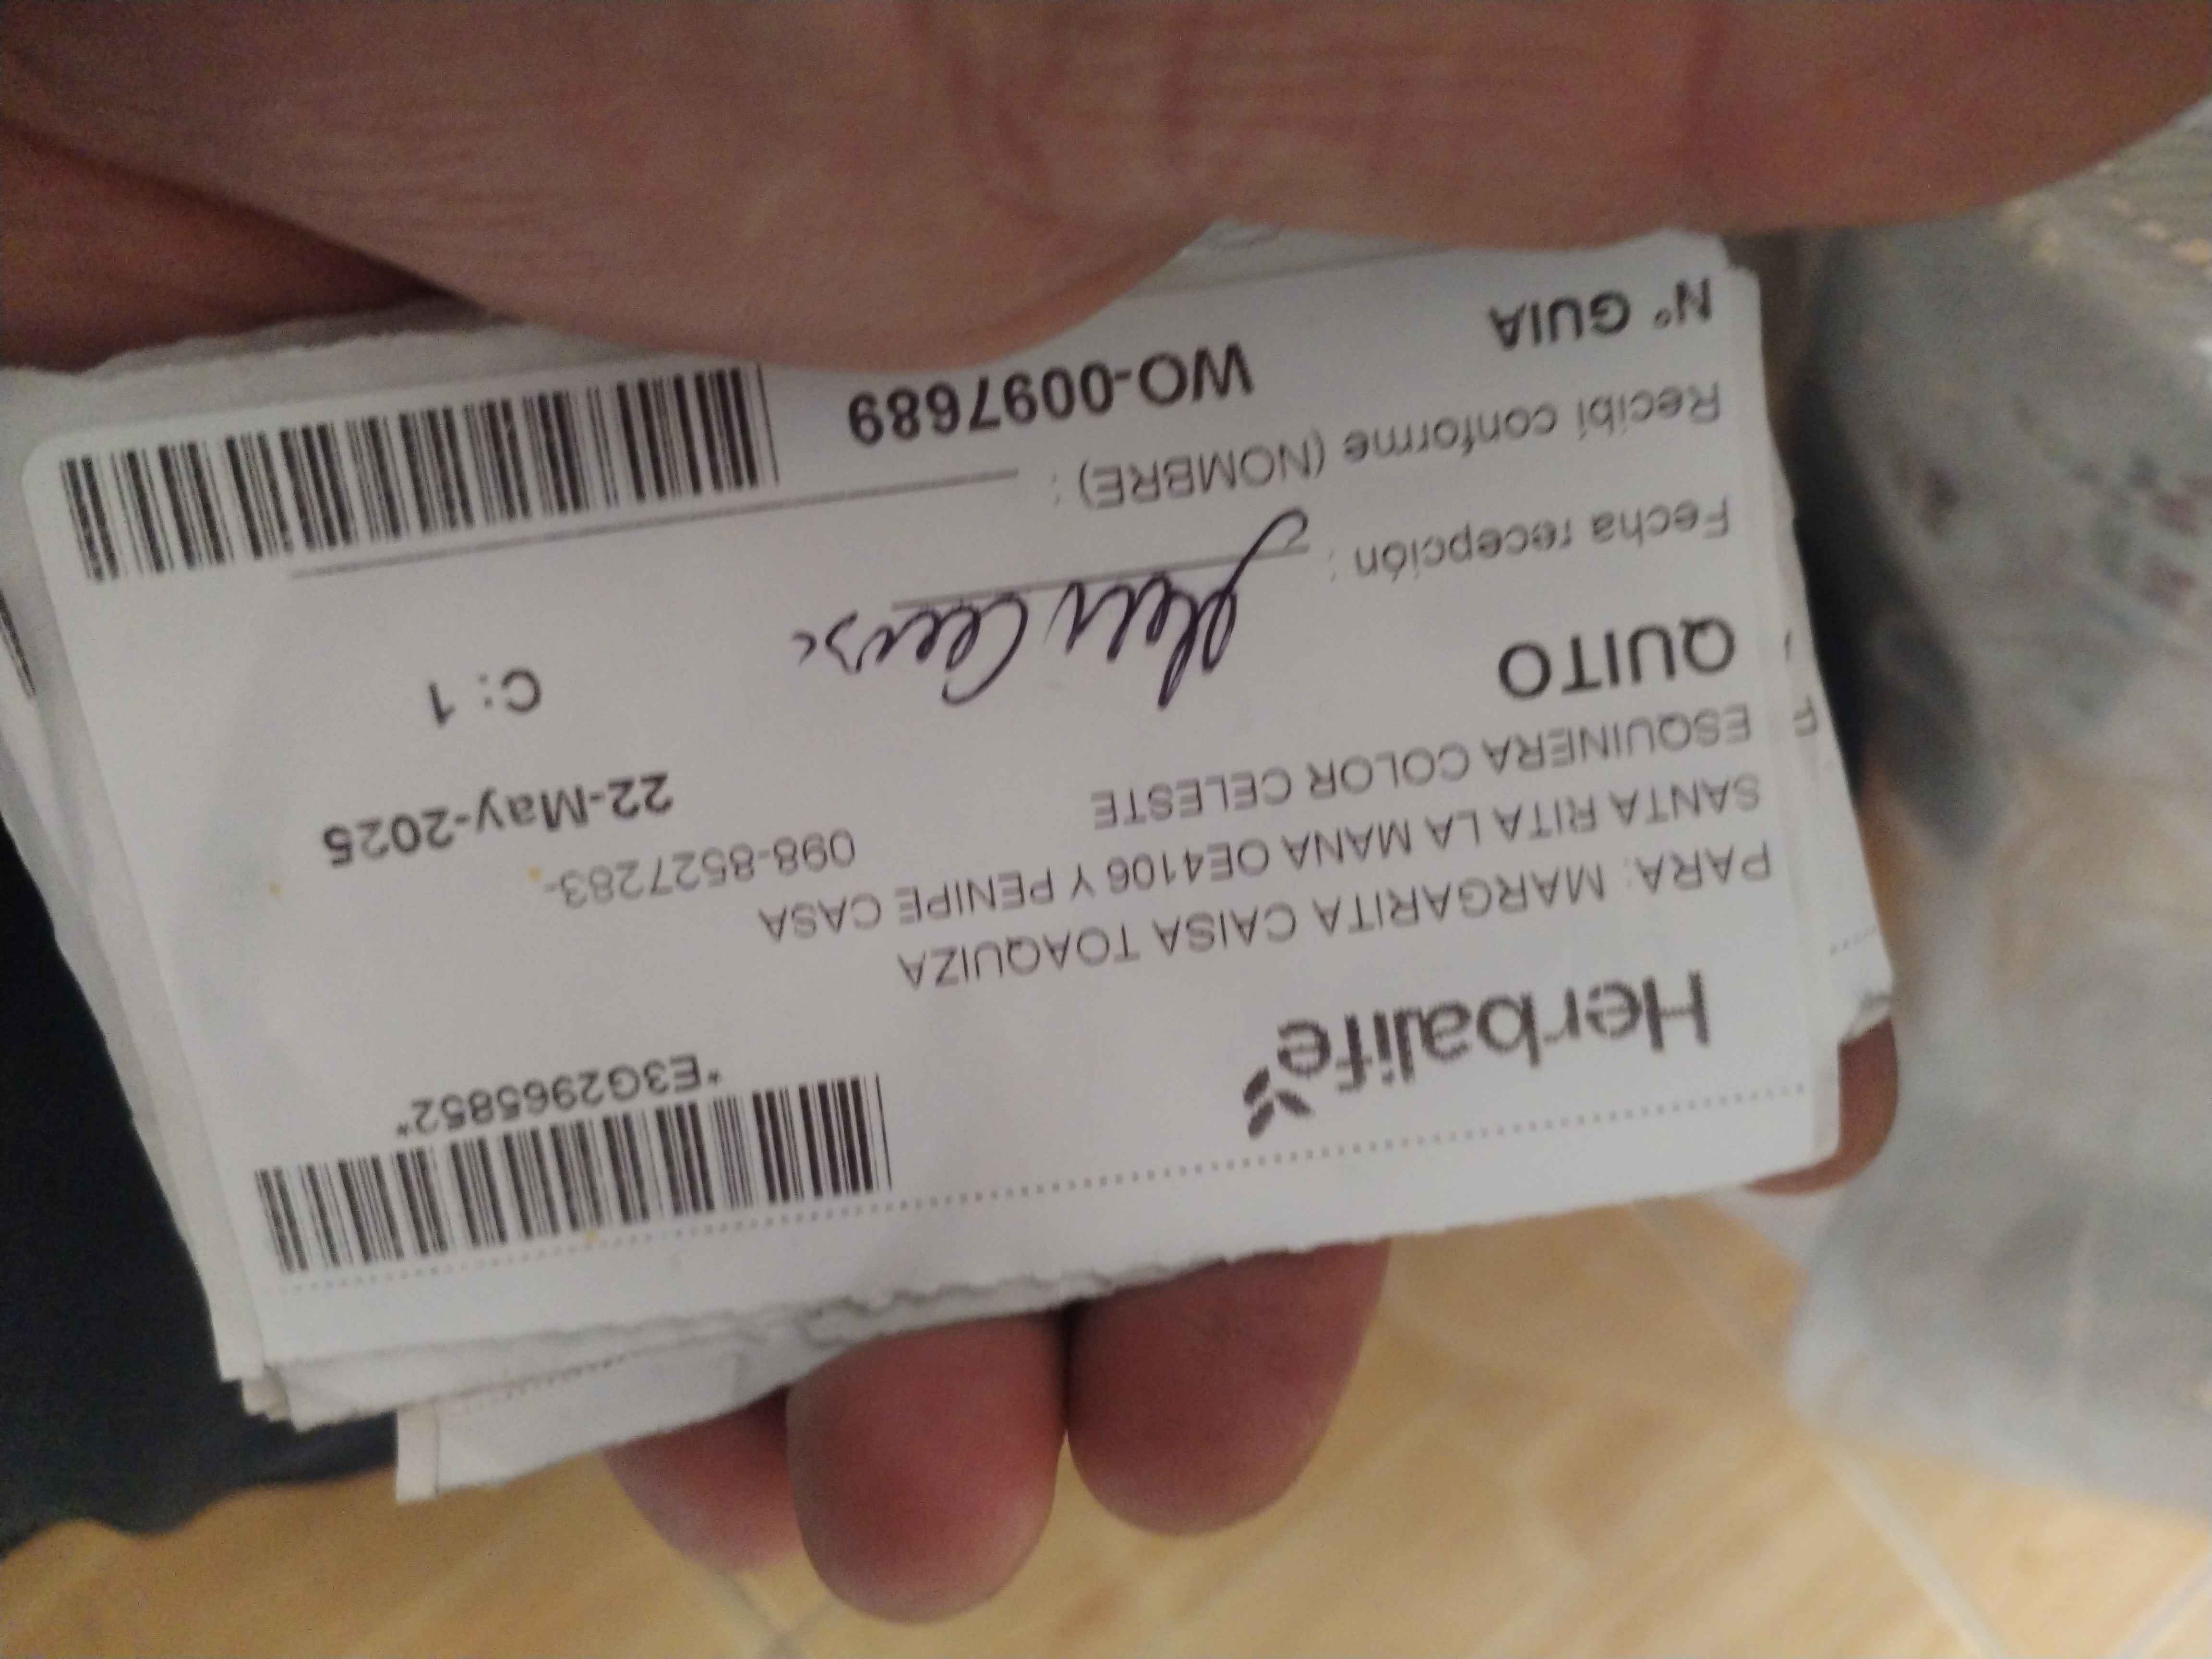 Herbalife
*E3G2965852*
PARA: MARGARITA CAISA TOAQUIZA
SANTA RITA LA MANA OE4106 Y PENIPE CASA
ESQUINERA COLOR CELESTE
098-8527283-
22-May-2025
QUITO
C: 1
Fecha recepción :
Recibí conforme (NOMBRE) :
N° GUIA
WO-0097689
F